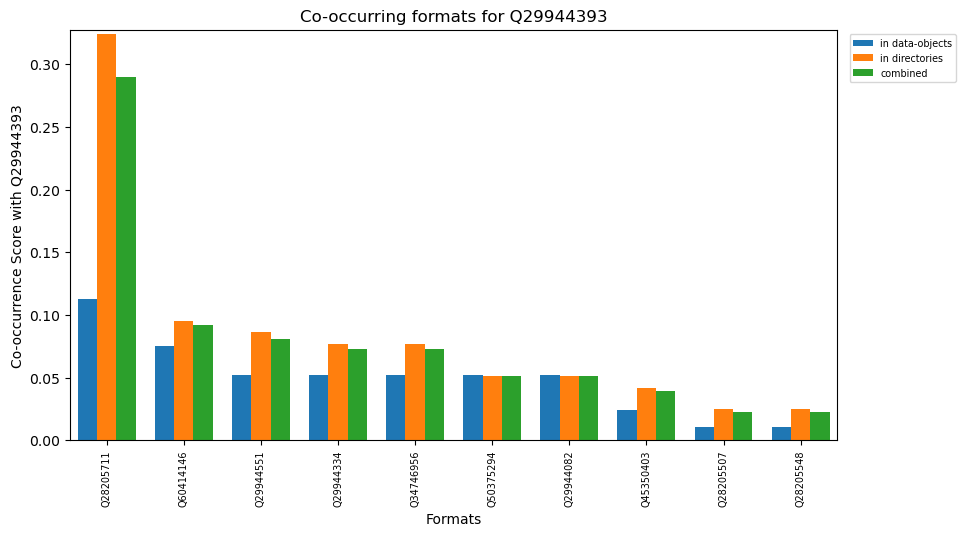 Co-occurring formats for Q29944393
in data-objects
in directories
combined
Co-occurrence Score with Q29944393
0.30
0.25
0.20
0.15
0.10
0.05
0.00
Q28205711
Q60414146
Q29944551
Q29944334
Q34746956
Q50375294
Q29944082
Q45350403
Q28205507
Q28205548
Formats